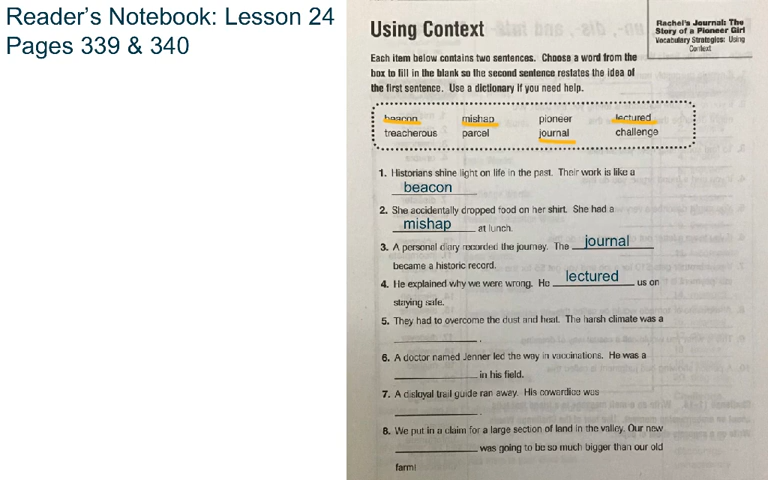 Reader's Notebook: Lesson 24
Pages 339 & 340
Using Context
Rachel's Journal: The
Story of a Pioneer Girl
Vocabulary Strategies: Using
Context
Each item below contains two sentences. Choose a word from the
box to fill in the blank so the second sentence restates the idea of
the first sentence. Use a dictionary if you need help.
beacon mishap pioneer lectured
treacherous parcel journal challenge
1. Historians shine light on life in the past. Their work is like a
beacon
2. She accidentally dropped food on her shirt. She had a
mishap at lunch.
3. A personal diary recorded the journey. The journal
became a historic record.
4. He explained why we were wrong. He lectured us on
staying safe.
5. They had to overcome the dust and heat. The harsh climate was a
.
6. A doctor named Jenner led the way in vaccinations. He was a
in his field.
7. A disloyal trail guide ran away. His cowardice was
.
8. We put in a claim for a large section of land in the valley. Our new
was going to be so much bigger than our old
farm!